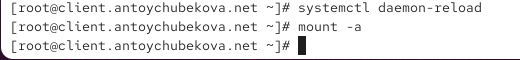 [root@client.antoychubekova.net ~]# systemctl daemon-reload
[root@client.antoychubekova.net ~]# mount -a
[root@client.antoychubekova.net ~]#